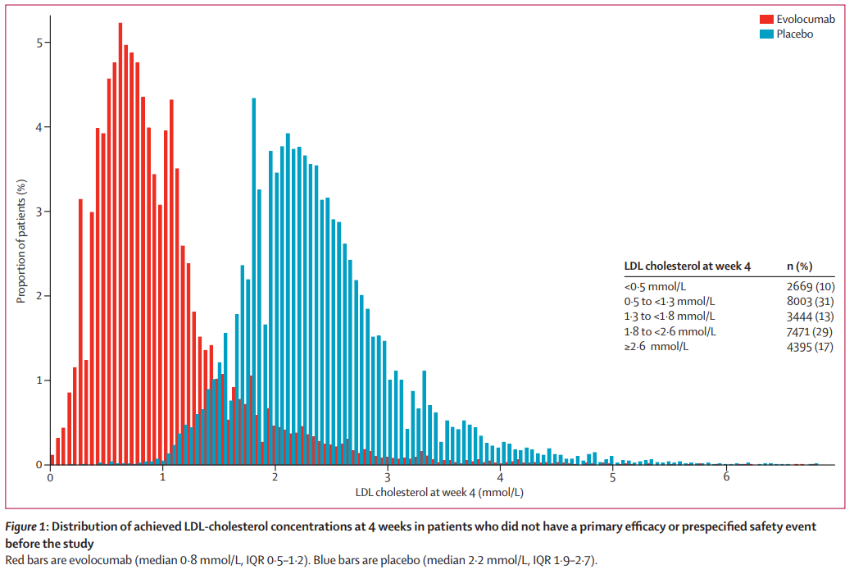 Evolocumab
Placebo
5
4
3
2
1
0
Proportion of patients (%)
LDL cholesterol at week 4 n (%)
<0·5 mmol/L 2669 (10)
0·5 to <1·3 mmol/L 8003 (31)
1·3 to <1·8 mmol/L 3444 (13)
1·8 to <2·6 mmol/L 7471 (29)
≥2·6 mmol/L 4395 (17)
0 1 2 3 4 5 6
LDL cholesterol at week 4 (mmol/L)
Figure 1: Distribution of achieved LDL-cholesterol concentrations at 4 weeks in patients who did not have a primary efficacy or prespecified safety event
before the study
Red bars are evolocumab (median 0·8 mmol/L, IQR 0·5–1·2). Blue bars are placebo (median 2·2 mmol/L, IQR 1·9–2·7).